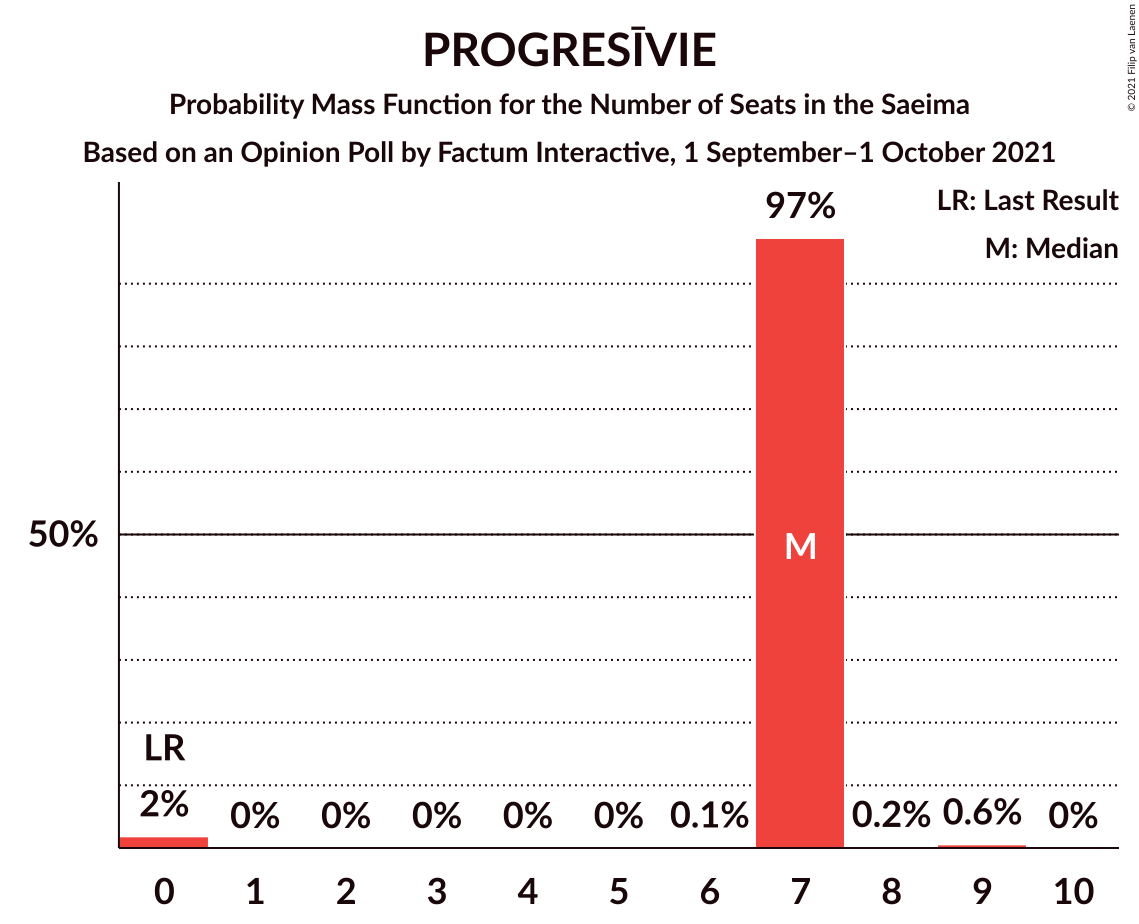 PROGRESĪVIE
Probability Mass Function for the Number of Seats in the Saeima
Based on an Opinion Poll by Factum Interactive, 1 September–1 October 2021
© 2021 Filip van Laenen
LR: Last Result
M: Median
97%
50%
M
LR
2% 0% 0% 0% 0% 0% 0.1% 0.2% 0.6% 0%
0 1 2 3 4 5 6 7 8 9 10